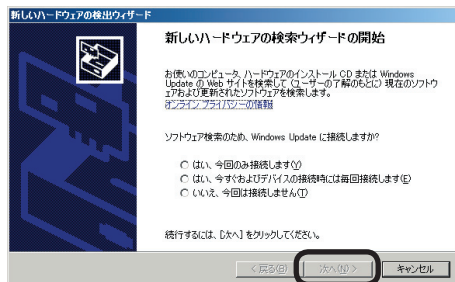 新しいハードウェアの検出ウィザード
新しいハードウェアの検索ウィザードの開始
お使いのコンピュータ、ハードウェアのインストール CD または Windows
Update の Web サイトを検索して (ユーザーの了解のもとに) 現在のソフトウ
ェアおよび更新されたソフトウェアを検索します。
オンライン プライバシーの情報
ソフトウェア検索のため、Windows Update に接続しますか?
はい、今回のみ接続します(Y)
はい、今すぐおよびデバイスの接続時には毎回接続します(E)
いいえ、今回は接続しません(T)
続行するには、[次へ] をクリックしてください。
< 戻る(B)
次へ(N) >
キャンセル